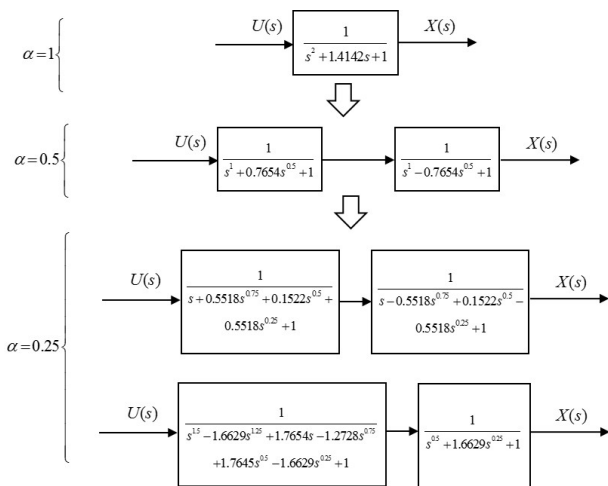 α=1
U(s) 1 / s^2 + 1.4142s + 1 X(s)
α=0.5
U(s) 1 / s^1 + 0.7654s^0.5 + 1 1 / s^1 − 0.7654s^0.5 + 1 X(s)
α=0.25
U(s) 1 / s + 0.5518s^0.75 + 0.1522s^0.5 + 0.5518s^0.25 + 1 1 / s − 0.5518s^0.75 + 0.1522s^0.5 − 0.5518s^0.25 + 1 X(s)
U(s) 1 / s^1.5 − 1.6629s^1.25 + 1.7654s − 1.2728s^0.75 + 1.7645s^0.5 − 1.6629s^0.25 + 1 1 / s^0.5 + 1.6629s^0.25 + 1 X(s)